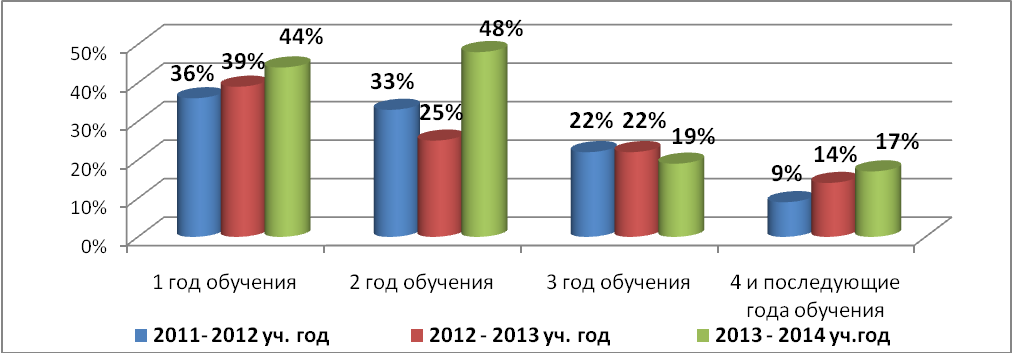 50%
40%
30%
20%
10%
0%
36% 39% 44%
33% 25% 48%
22% 22% 19%
9% 14% 17%
1 год обучения
2 год обучения
3 год обучения
4 и последующие
года обучения
2011- 2012 уч. год
2012 - 2013 уч. год
2013 - 2014 уч.год